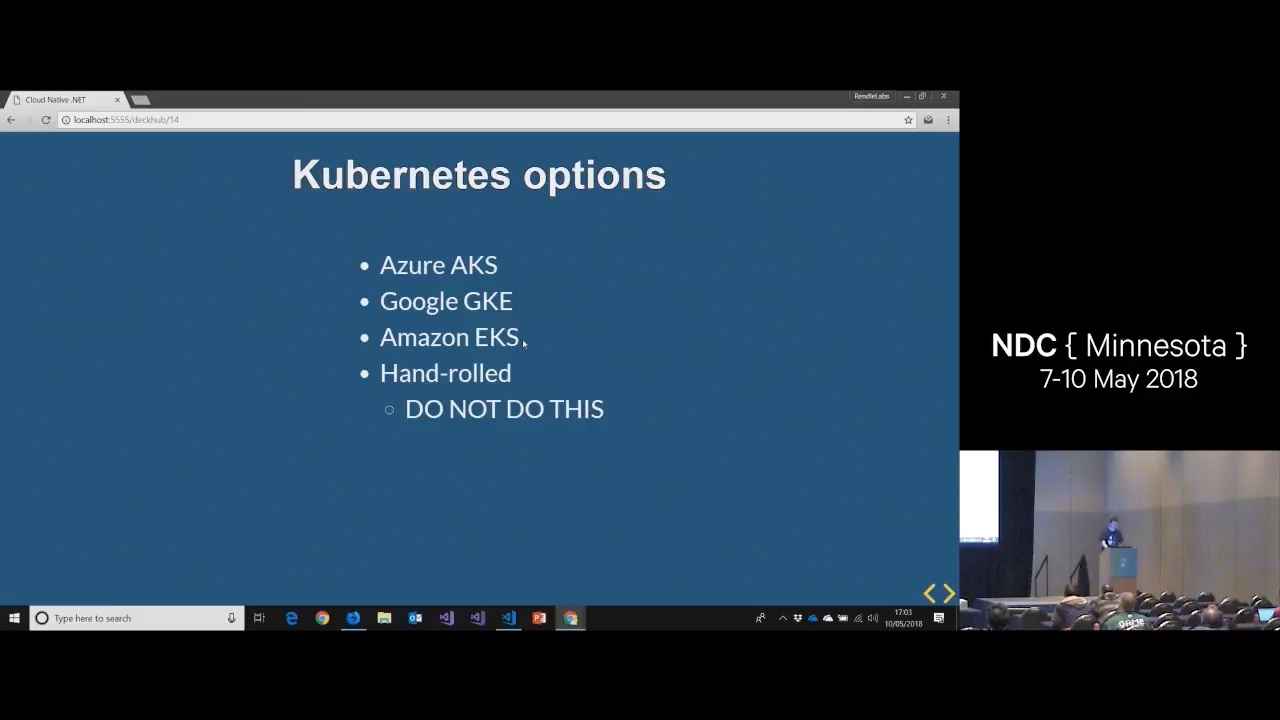 Cloud Native .NET
RendleLabs
localhost:5555/deckhub/14
Kubernetes options
Azure AKS
Google GKE
Amazon EKS
Hand-rolled
DO NOT DO THIS
NDC { Minnesota }
7-10 May 2018
GAME
Type here to search
17:03
10/05/2018